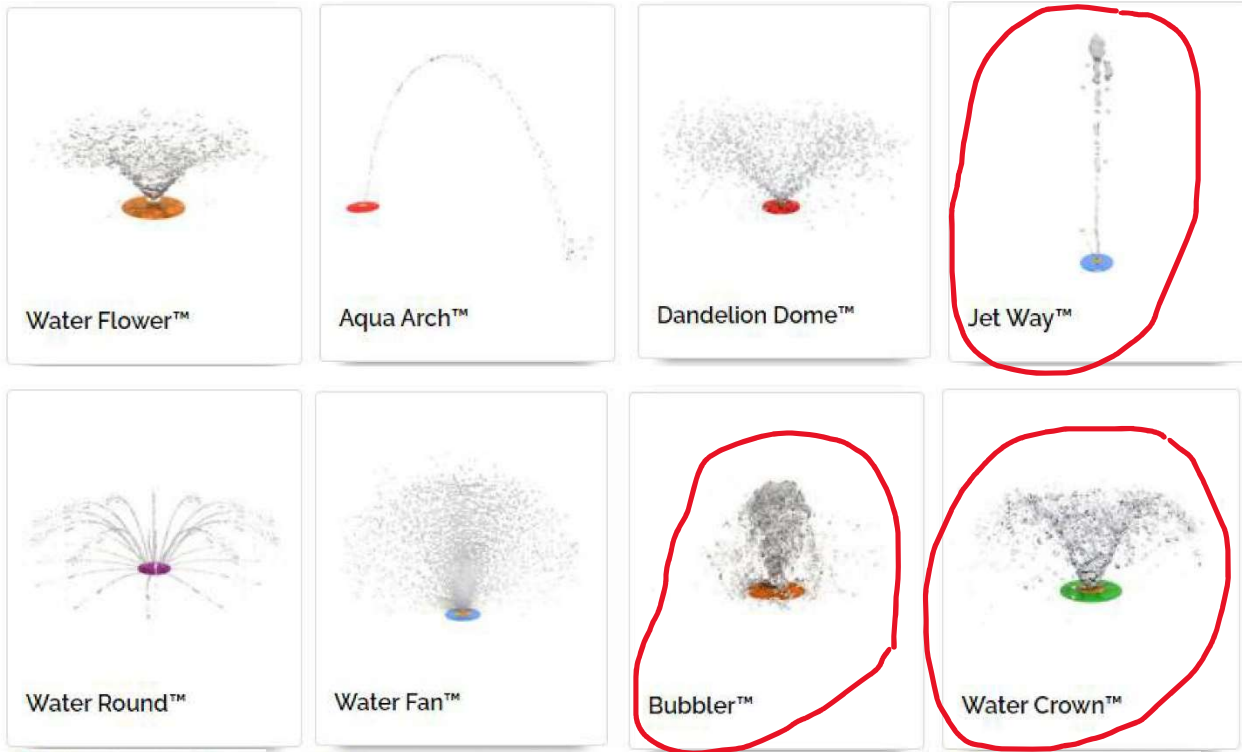 Water Flower™
Aqua Arch™
Dandelion Dome™
Jet Way™
Water Round™
Water Fan™
Bubbler™
Water Crown™